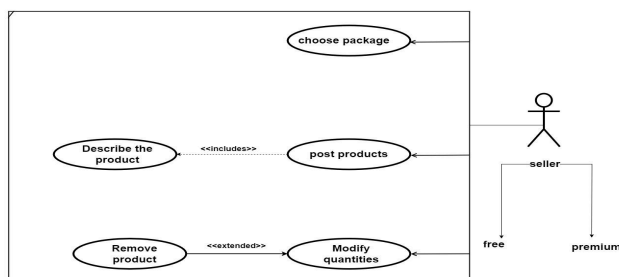 choose package
Describe the
product
<<includes>>
post products
seller
free
premium
Remove
product
<<extended>>
Modify
quantities